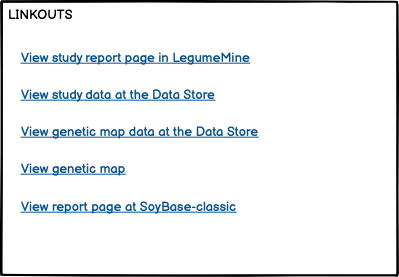 LINKOUTS
View study report page in LegumeMine
View study data at the Data Store
View genetic map data at the Data Store
View genetic map
View report page at SoyBase-classic